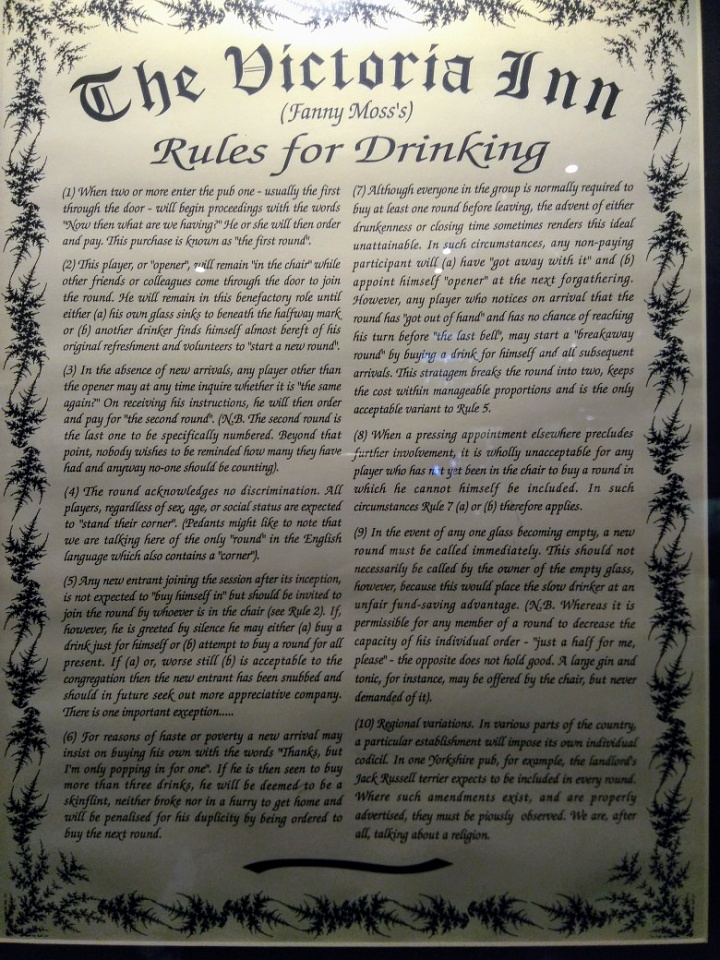 The Victoria Inn
(Fanny Moss's)
Rules for Drinking
(1) When two or more enter the pub one - usually the first
through the door - will begin proceedings with the words
"Now then what are we having?" He or she will then order
and pay. This purchase is known as "the first round".
(2) This player, or "opener", will remain "in the chair" while
other friends or colleagues come through the door to join
the round. He will remain in this benefactory role until
either (a) his own glass sinks to beneath the halfway mark
or (b) another drinker finds himself almost bereft of his
original refreshment and volunteers to "start a new round".
(3) In the absence of new arrivals, any player other than
the opener may at any time inquire whether it is "the same
again?" On receiving his instructions, he will then order
and pay for "the second round". (N.B. The second round is
the last one to be specifically numbered. Beyond that
point, nobody wishes to be reminded how many they have
had and anyway no-one should be counting).
(4) The round acknowledges no discrimination. All
players, regardless of sex, age, or social status are expected
to "stand their corner". (Pedants might like to note that
we are talking here of the only "round" in the English
language which also contains a "corner").
(5) Any new entrant joining the session after its inception,
is not expected to "buy himself in" but should be invited to
join the round by whoever is in the chair (see Rule 2). If,
however, he is greeted by silence he may either (a) buy a
drink just for himself or (b) attempt to buy a round for all
present. If (a) or, worse still (b) is acceptable to the
congregation then the new entrant has been snubbed and
should in future seek out more appreciative company.
There is one important exception.....
(6) For reasons of haste or poverty a new arrival may
insist on buying his own with the words "Thanks, but
I'm only popping in for one". If he is then seen to buy
more than three drinks, he will be deemed to be a
skinflint, neither broke nor in a hurry to get home and
will be penalised for his duplicity by being ordered to
buy the next round.
(7) Although everyone in the group is normally required to
buy at least one round before leaving, the advent of either
drunkenness or closing time sometimes renders this ideal
unattainable. In such circumstances, any non-paying
participant will (a) have "got away with it" and (b)
appoint himself "opener" at the next forgathering.
However, any player who notices on arrival that the
round has "got out of hand" and has no chance of reaching
his turn before "the last bell", may start a "breakaway
round" by buying a drink for himself and all subsequent
arrivals. This stratagem breaks the round into two, keeps
the cost within manageable proportions and is the only
acceptable variant to Rule 5.
(8) When a pressing appointment elsewhere precludes
further involvement, it is wholly unacceptable for any
player who has not yet been in the chair to buy a round in
which he cannot himself be included. In such
circumstances Rule 7 (a) or (b) therefore applies.
(9) In the event of any one glass becoming empty, a new
round must be called immediately. This should not
necessarily be called by the owner of the empty glass,
however, because this would place the slow drinker at an
unfair fund-saving advantage. (N.B. Whereas it is
permissible for any member of a round to decrease the
capacity of his individual order - "just a half for me,
please" - the opposite does not hold good. A large gin and
tonic, for instance, may be offered by the chair, but never
demanded of it).
(10) Regional variations. In various parts of the country,
a particular establishment will impose its own individual
codicil. In one Yorkshire pub, for example, the landlord's
Jack Russell terrier expects to be included in every round.
Where such amendments exist, and are properly
advertised, they must be piously observed. We are, after
all, talking about a religion.